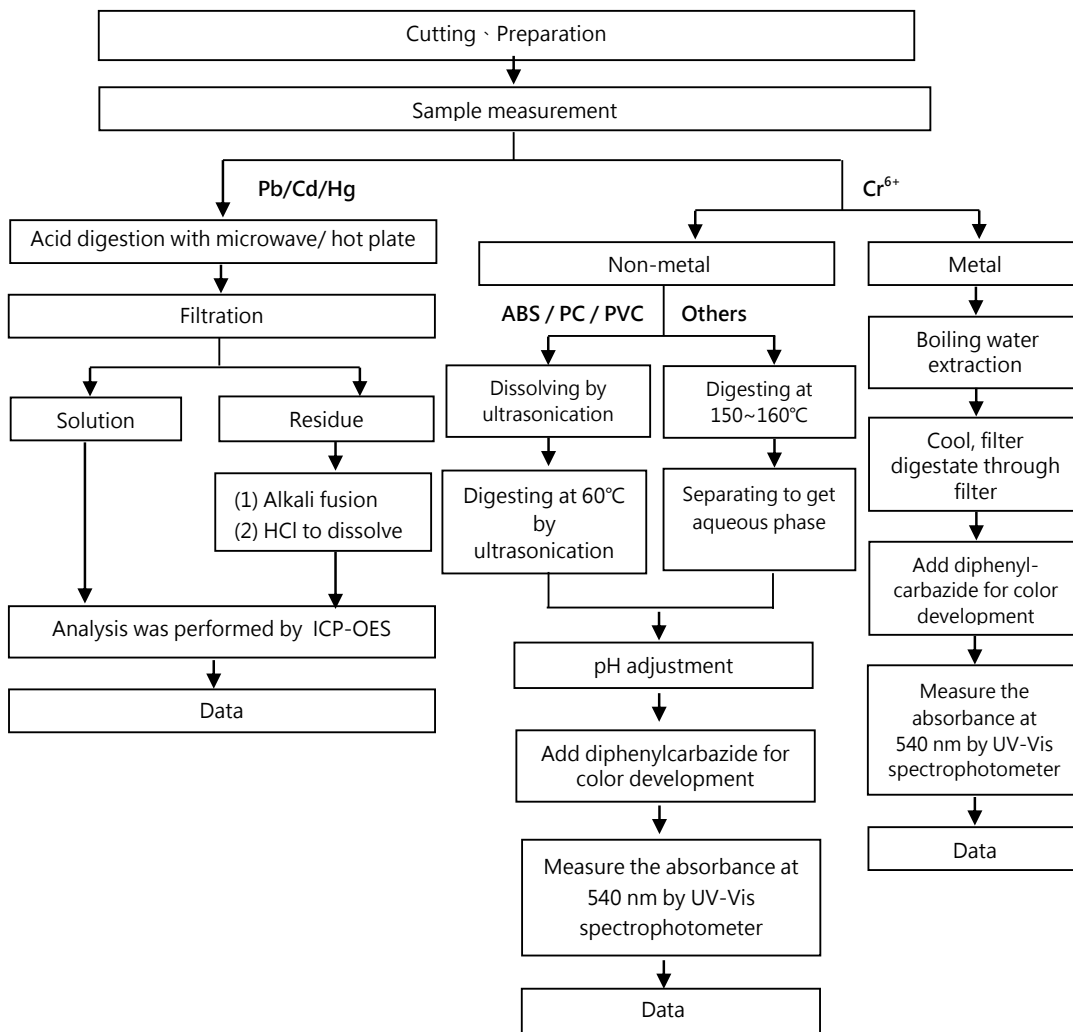 Cutting、Preparation
Sample measurement
Pb/Cd/Hg
Acid digestion with microwave/ hot plate
Filtration
Solution
Residue
(1) Alkali fusion
(2) HCl to dissolve
Analysis was performed by ICP-OES
Data
Cr⁶⁺
Non-metal
ABS / PC / PVC
Others
Dissolving by
ultrasonication
Digesting at 60℃
by
ultrasonication
Digesting at
150~160℃
Separating to get
aqueous phase
pH adjustment
Add diphenylcarbazide for
color development
Measure the absorbance at
540 nm by UV-Vis
spectrophotometer
Data
Metal
Boiling water
extraction
Cool, filter
digestate through
filter
Add diphenyl-
carbazide for color
development
Measure the
absorbance at
540 nm by UV-Vis
spectrophotometer
Data